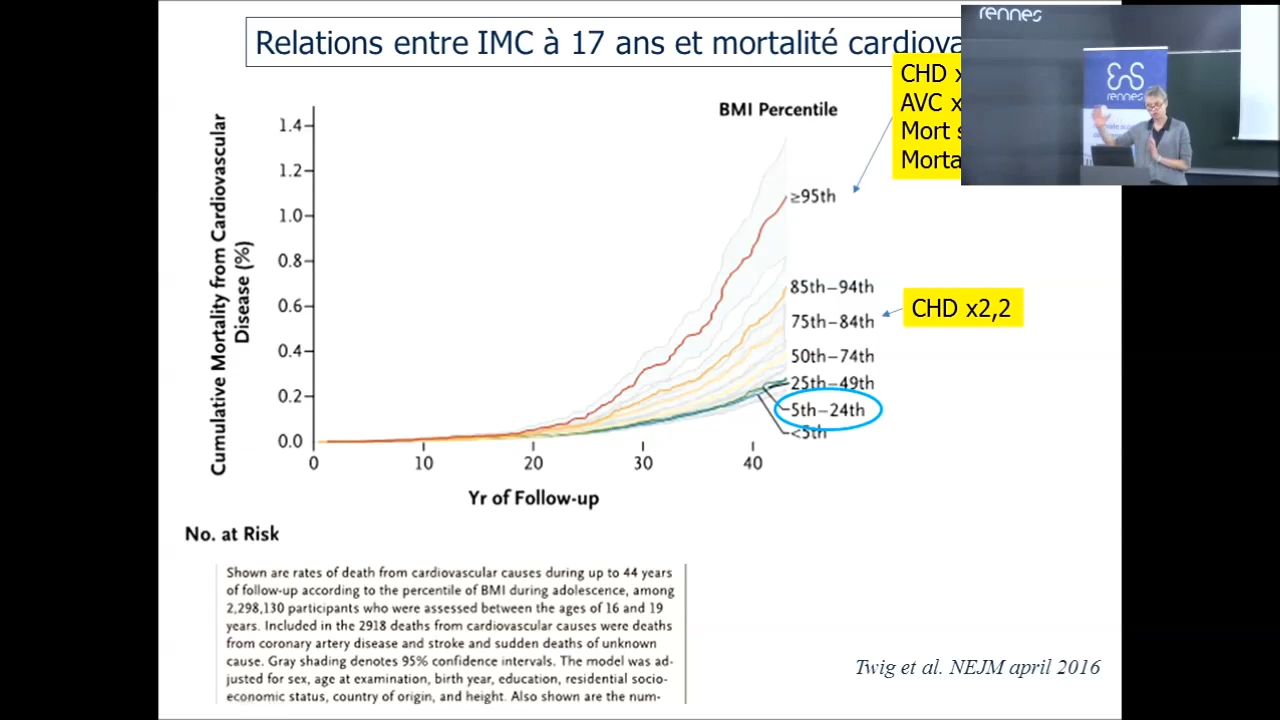 Relations entre IMC à 17 ans et mortalité cardiova
rennes
CHD x
AVC x
Mort s
Morta
rennes
BMI Percentile
Cumulative Mortality from Cardiovascular
Disease (%)
1.4
1.2
1.0
0.8
0.6
0.4
0.2
0.0
≥95th
85th–94th
75th–84th
50th–74th
25th–49th
5th–24th
<5th
CHD x2,2
0
10
20
30
40
Yr of Follow-up
No. at Risk
Shown are rates of death from cardiovascular causes during up to 44 years
of follow-up according to the percentile of BMI during adolescence, among
2,298,130 participants who were assessed between the ages of 16 and 19
years. Included in the 2918 deaths from cardiovascular causes were deaths
from coronary artery disease and stroke and sudden deaths of unknown
cause. Gray shading denotes 95% confidence intervals. The model was ad-
justed for sex, age at examination, birth year, education, residential socio-
economic status, country of origin, and height. Also shown are the num-
Twig et al. NEJM april 2016